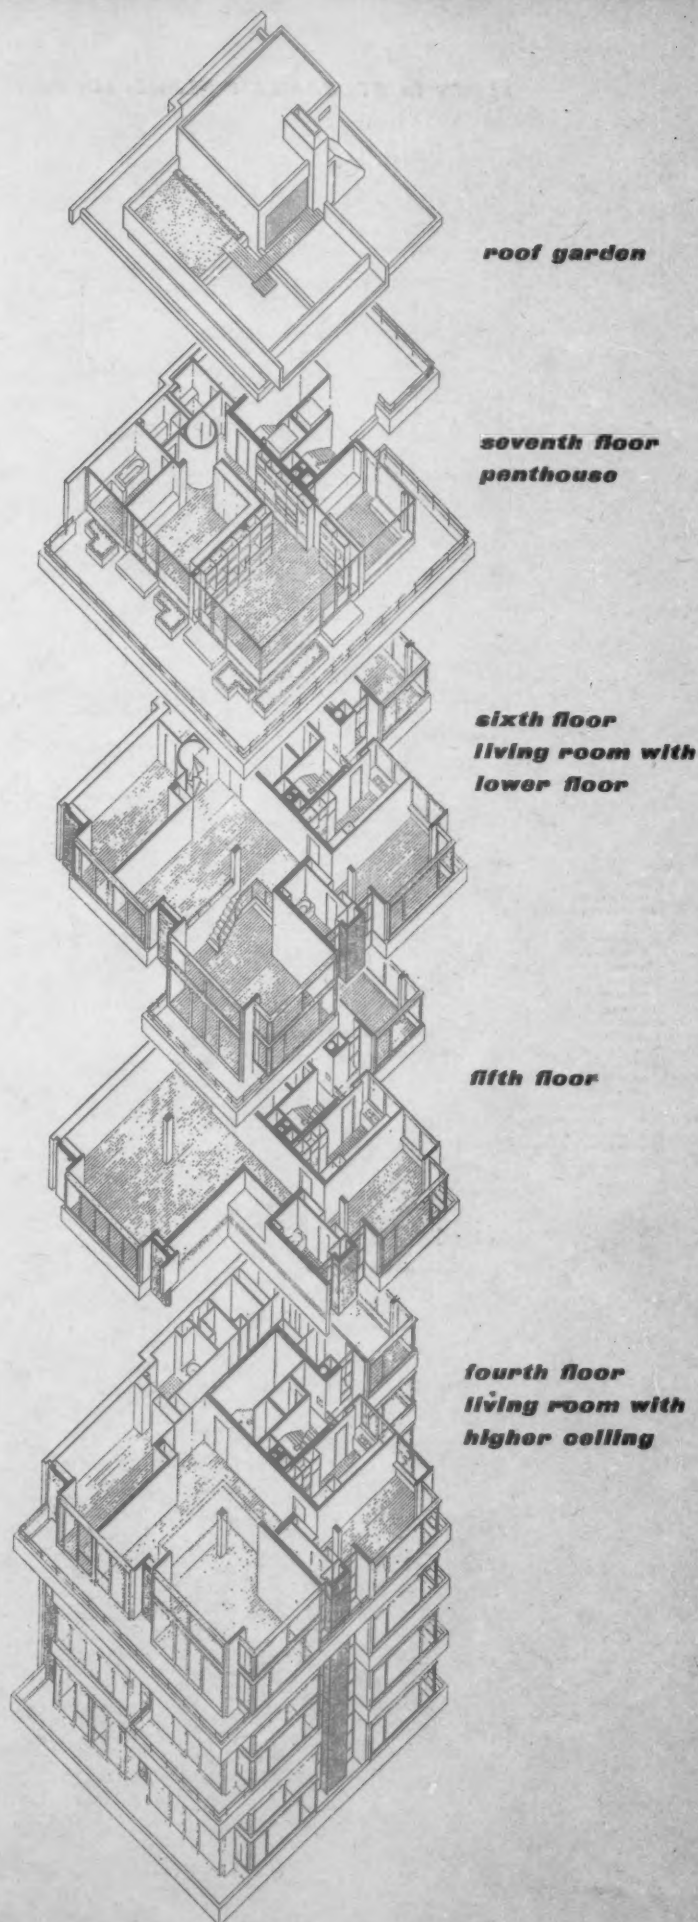 roof garden
seventh floor
penthouse
sixth floor
living room with
lower floor
fifth floor
fourth floor
living room with
higher ceiling